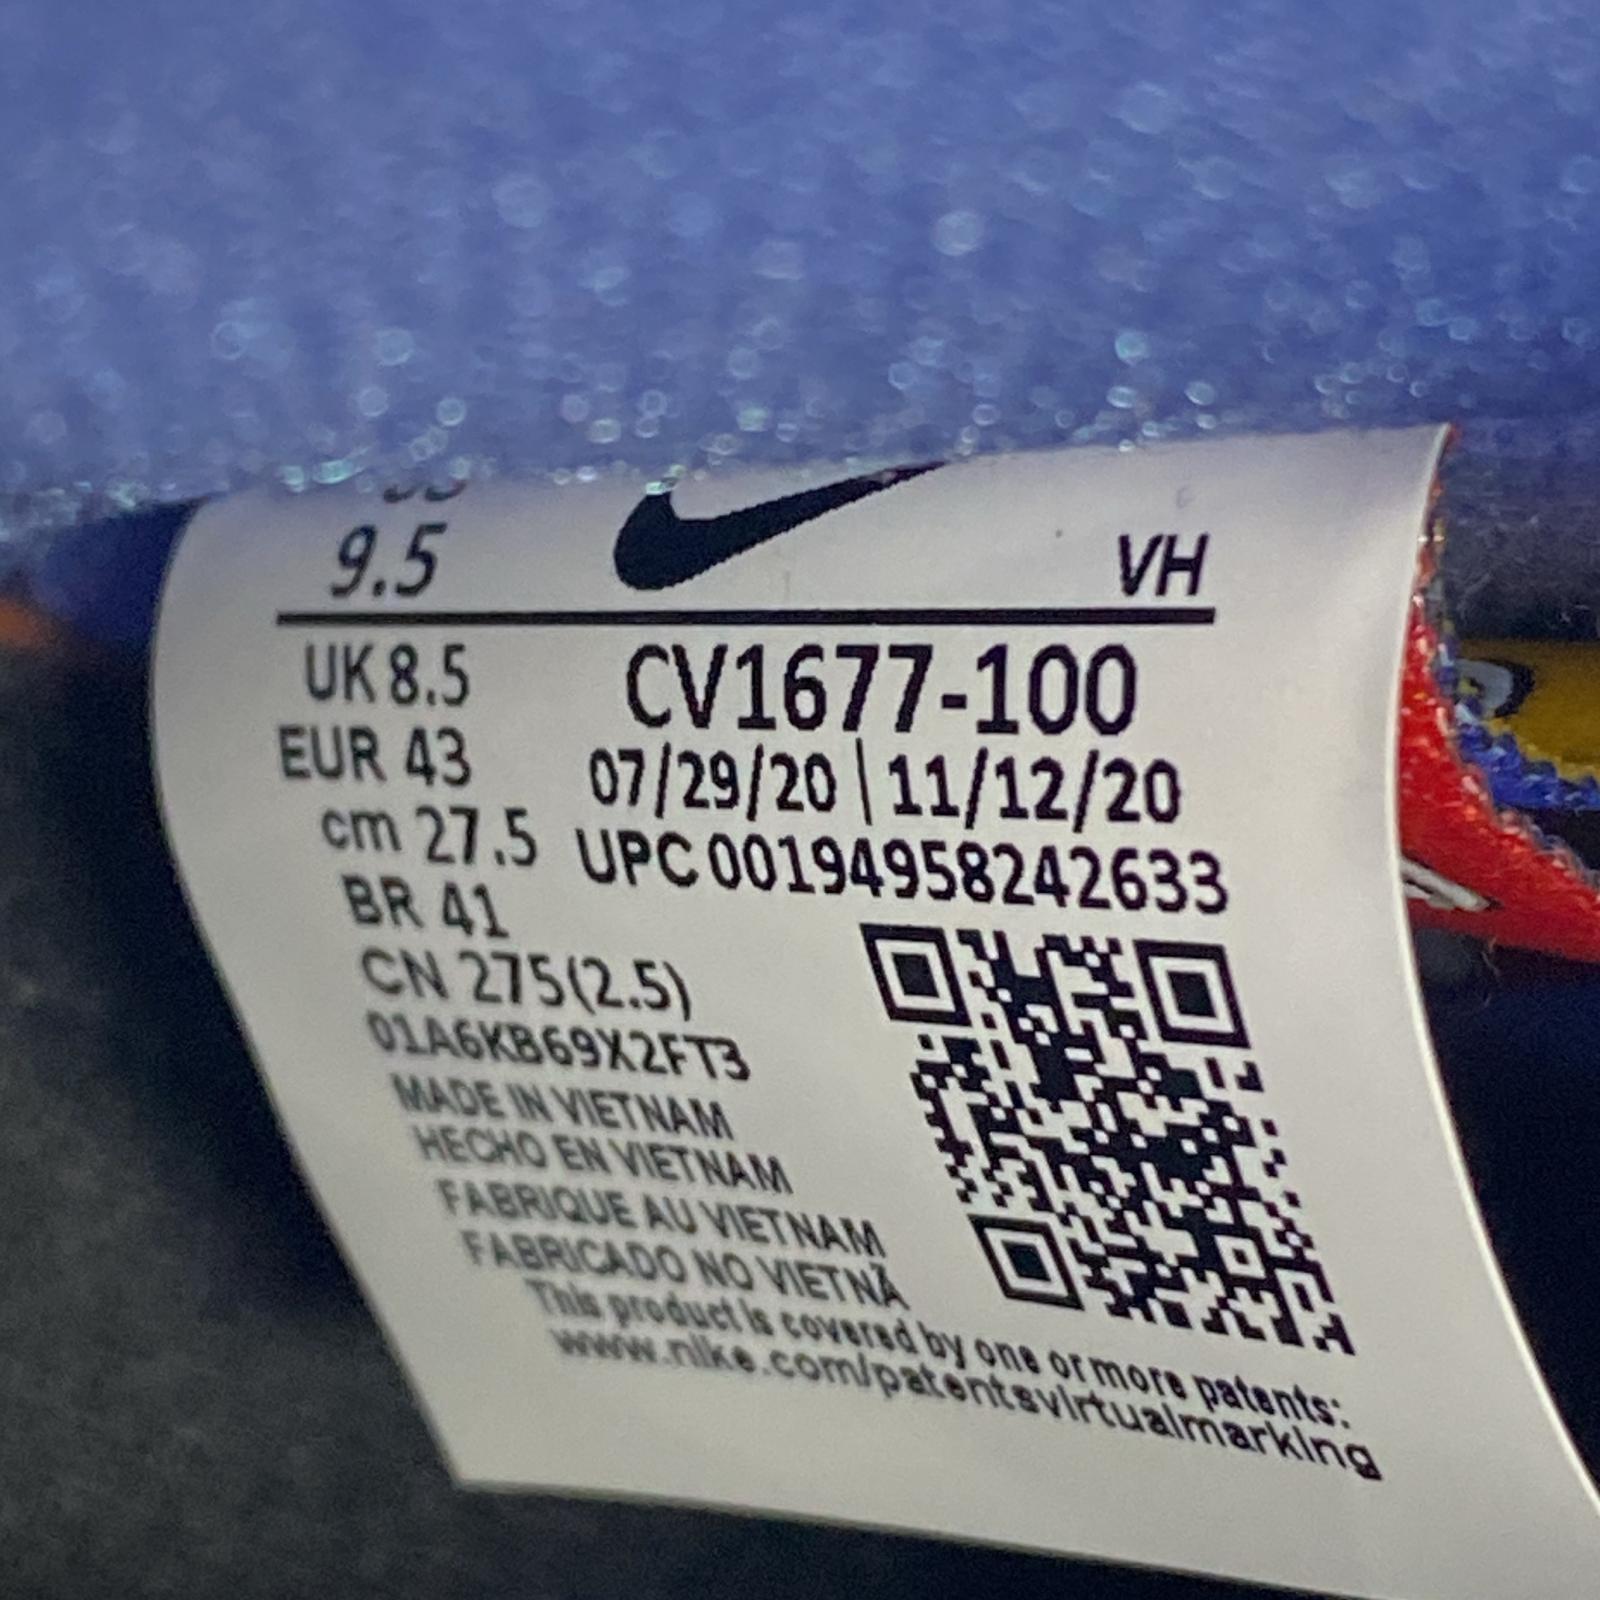 9.5
VH
UK 8.5
CV1677-100
EUR 43
07/29/20 | 11/12/20
cm 27.5
UPC 00194958242633
BR 41
CN 275(2.5)
01A6KB69X2FT3
MADE IN VIETNAM
HECHO EN VIETNAM
FABRIQUE AU VIETNAM
FABRICADO NO VIETNÃ
This product is covered by one or more patents:
www.nike.com/patentsvirtualmarking